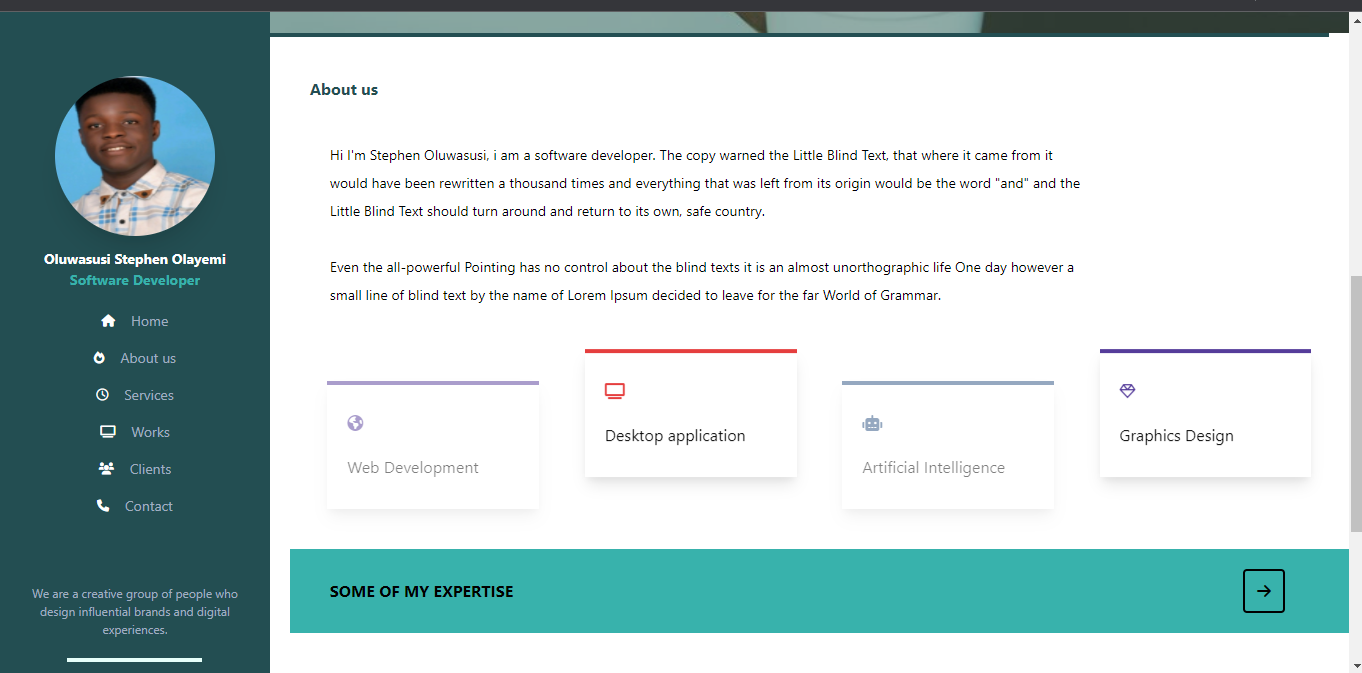 Oluwasusi Stephen Olayemi
Software Developer
Home
About us
Services
Works
Clients
Contact
We are a creative group of people who
design influential brands and digital
experiences.
About us
Hi I'm Stephen Oluwasusi, i am a software developer. The copy warned the Little Blind Text, that where it came from it
would have been rewritten a thousand times and everything that was left from its origin would be the word "and" and the
Little Blind Text should turn around and return to its own, safe country.
Even the all-powerful Pointing has no control about the blind texts it is an almost unorthographic life One day however a
small line of blind text by the name of Lorem Ipsum decided to leave for the far World of Grammar.
Web Development
Desktop application
Artificial Intelligence
Graphics Design
SOME OF MY EXPERTISE